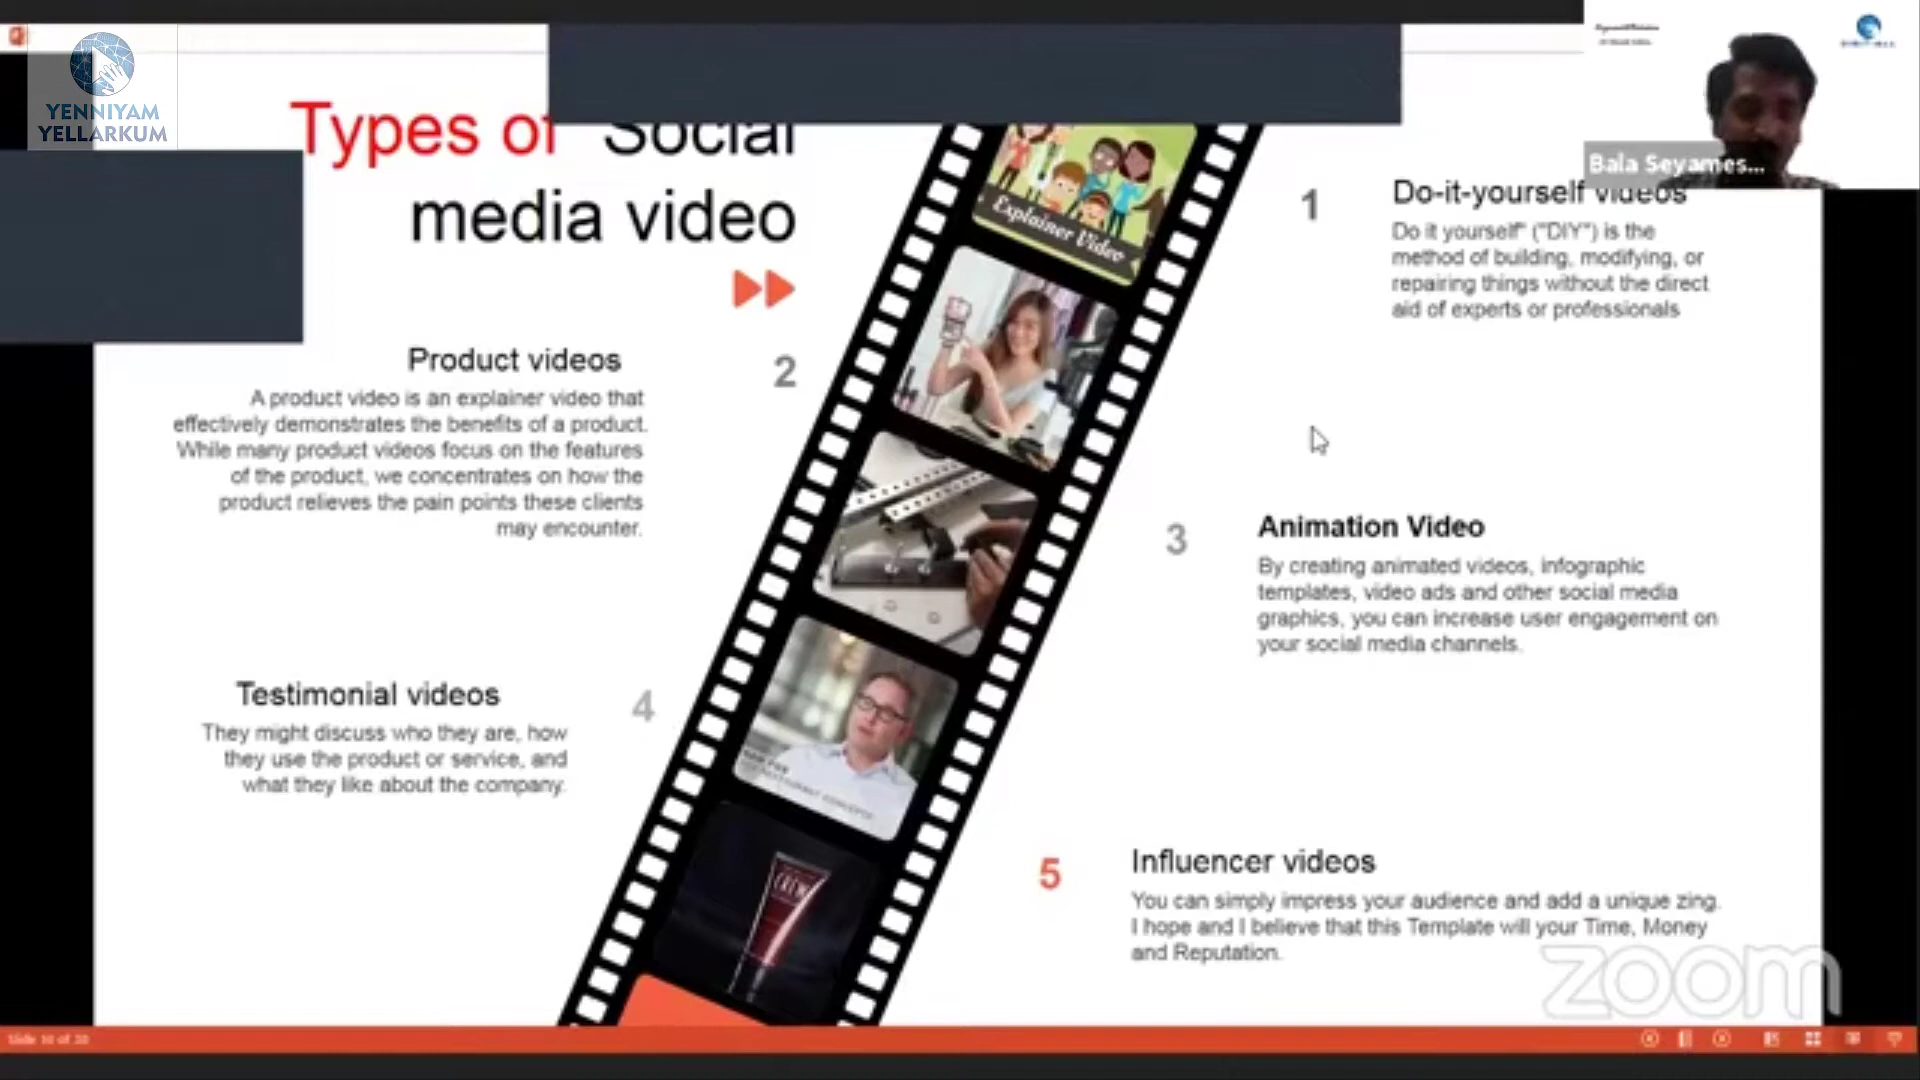 YENNIYAM
YELLARKUM
Types of Social
media video
Bala Seyames...
1
Do-it-yourself videos
Do it yourself" ("DIY") is the
method of building, modifying, or
repairing things without the direct
aid of experts or professionals
Explainer Video
2
Product videos
A product video is an explainer video that
effectively demonstrates the benefits of a product.
While many product videos focus on the features
of the product, we concentrates on how the
product relieves the pain points these clients
may encounter.
3
Animation Video
By creating animated videos, infographic
templates, video ads and other social media
graphics, you can increase user engagement on
your social media channels.
4
Testimonial videos
They might discuss who they are, how
they use the product or service, and
what they like about the company.
5
Influencer videos
You can simply impress your audience and add a unique zing.
I hope and I believe that this Template will your Time, Money
and Reputation.
zoom